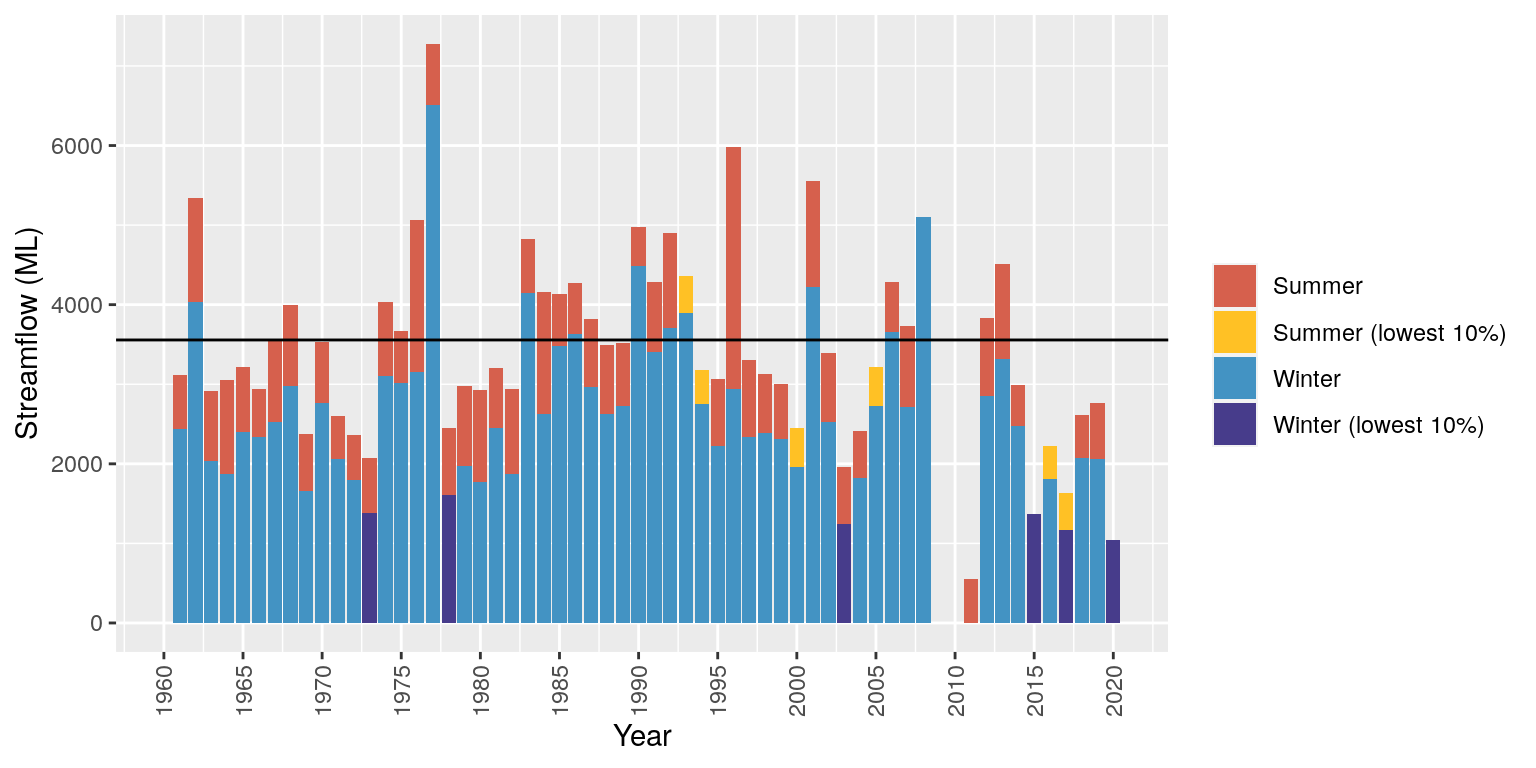 Streamflow (ML)
6000
4000
2000
0
1960
1965
1970
1975
1980
1985
1990
1995
2000
2005
2010
2015
2020
Year
Summer
Summer (lowest 10%)
Winter
Winter (lowest 10%)